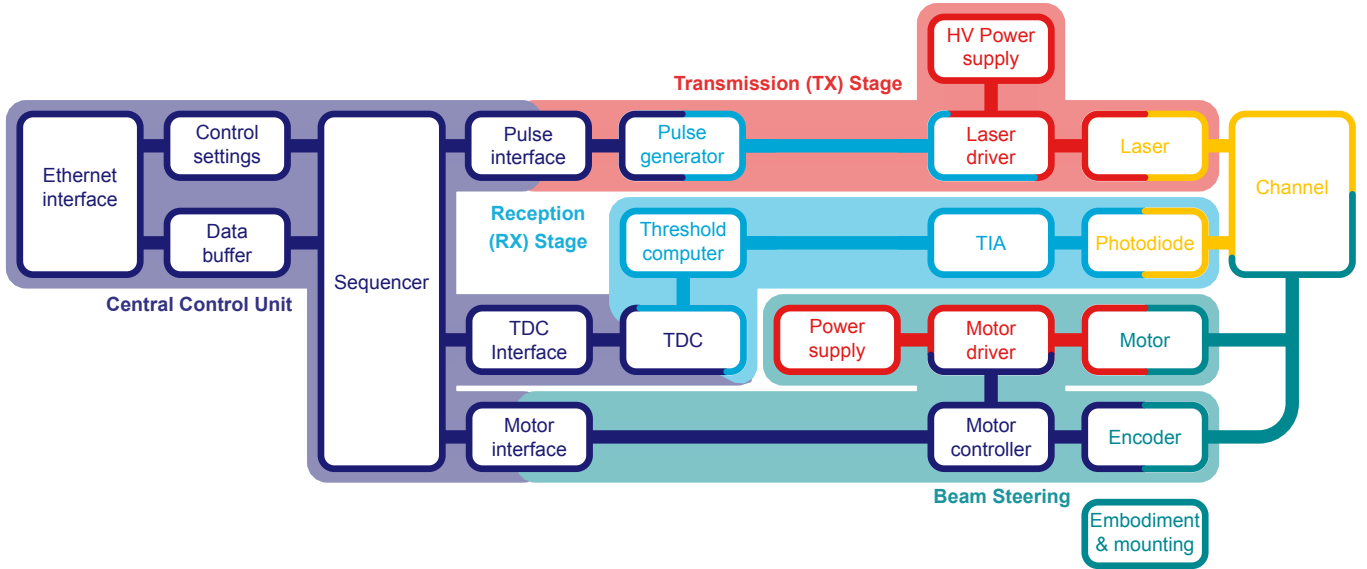 HV Power
supply
Transmission (TX) Stage
Ethernet
interface
Control
settings
Data
buffer
Central Control Unit
Sequencer
Pulse
interface
Pulse
generator
Laser
driver
Laser
Channel
Reception
(RX) Stage
Threshold
computer
TIA
Photodiode
TDC
Interface
TDC
Power
supply
Motor
driver
Motor
Motor
interface
Motor
controller
Encoder
Beam Steering
Embodiment
& mounting